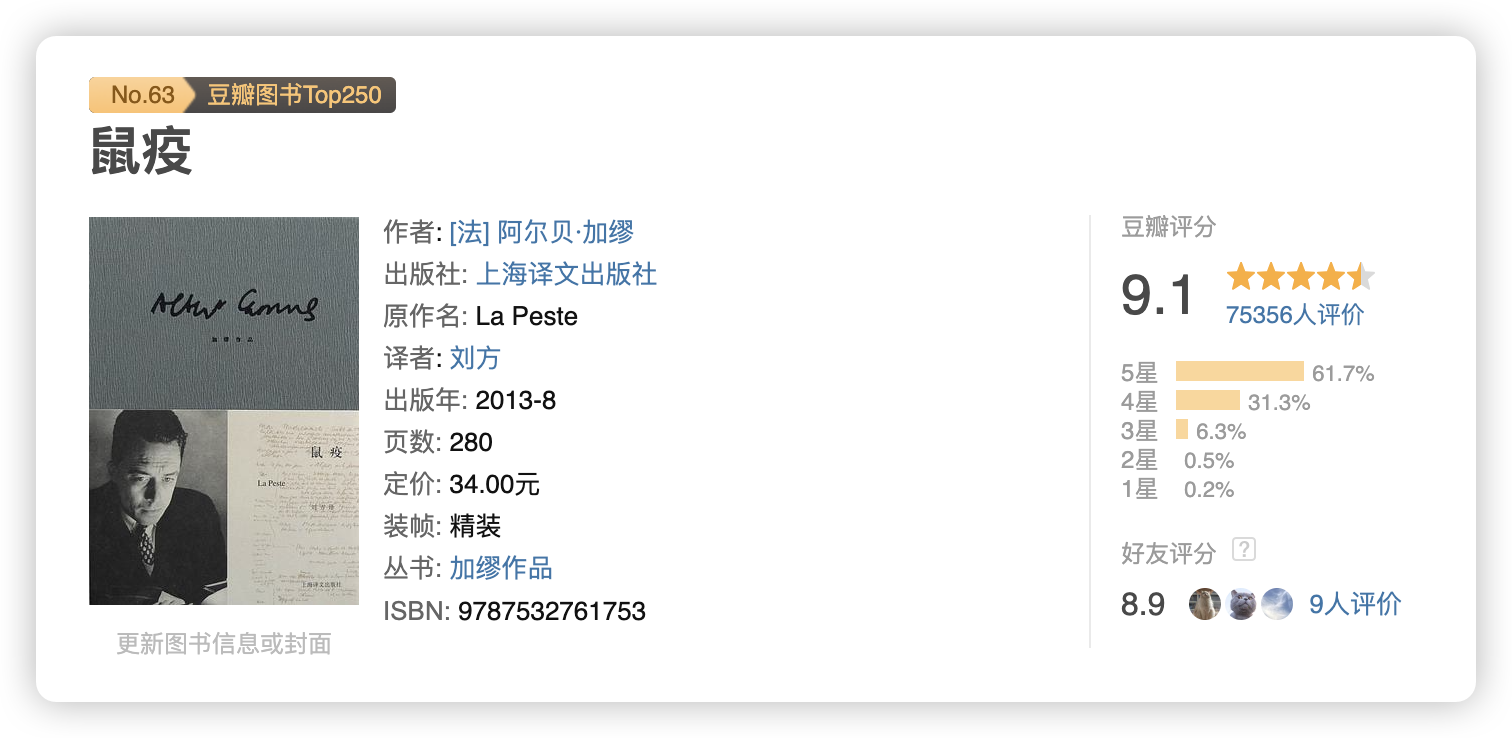 No.63 豆瓣图书Top250
鼠疫
加缪作品
鼠疫
La Peste
刘方 译
上海译文出版社
更新图书信息或封面
作者: [法] 阿尔贝·加缪
出版社: 上海译文出版社
原作名: La Peste
译者: 刘方
出版年: 2013-8
页数: 280
定价: 34.00元
装帧: 精装
丛书: 加缪作品
ISBN: 9787532761753
豆瓣评分
9.1
75356人评价
5星 61.7%
4星 31.3%
3星 6.3%
2星 0.5%
1星 0.2%
好友评分 ?
8.9 9人评价